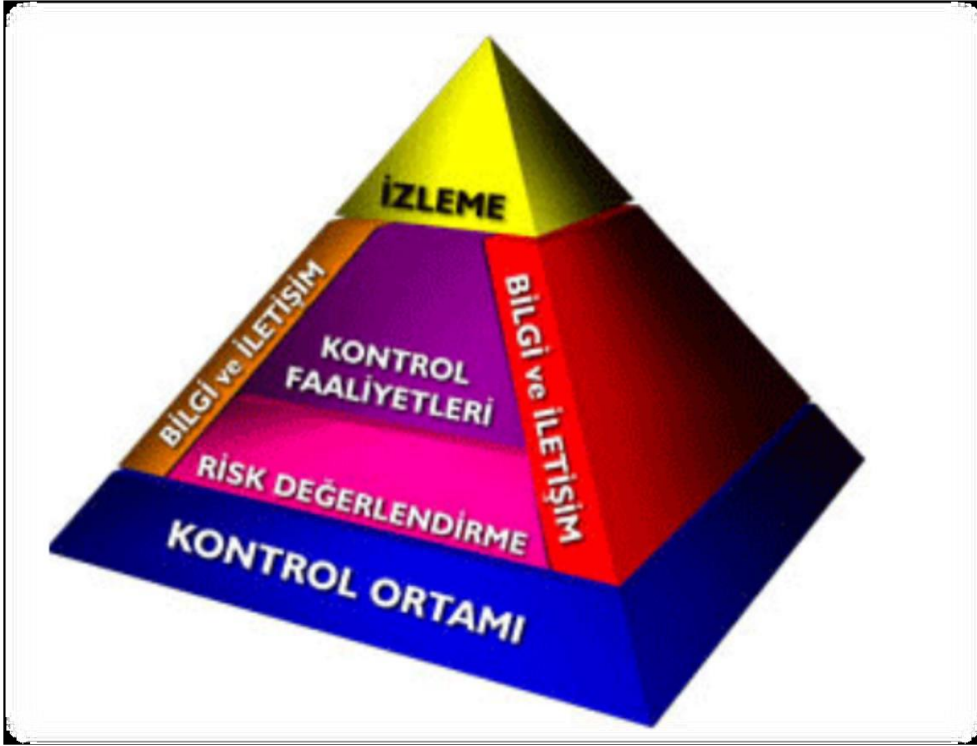 İZLEME
BİLGİ ve İLETİŞİM
KONTROL
FAALİYETLERİ
BİLGİ ve İLETİŞİM
RİSK DEĞERLENDİRME
KONTROL ORTAMI